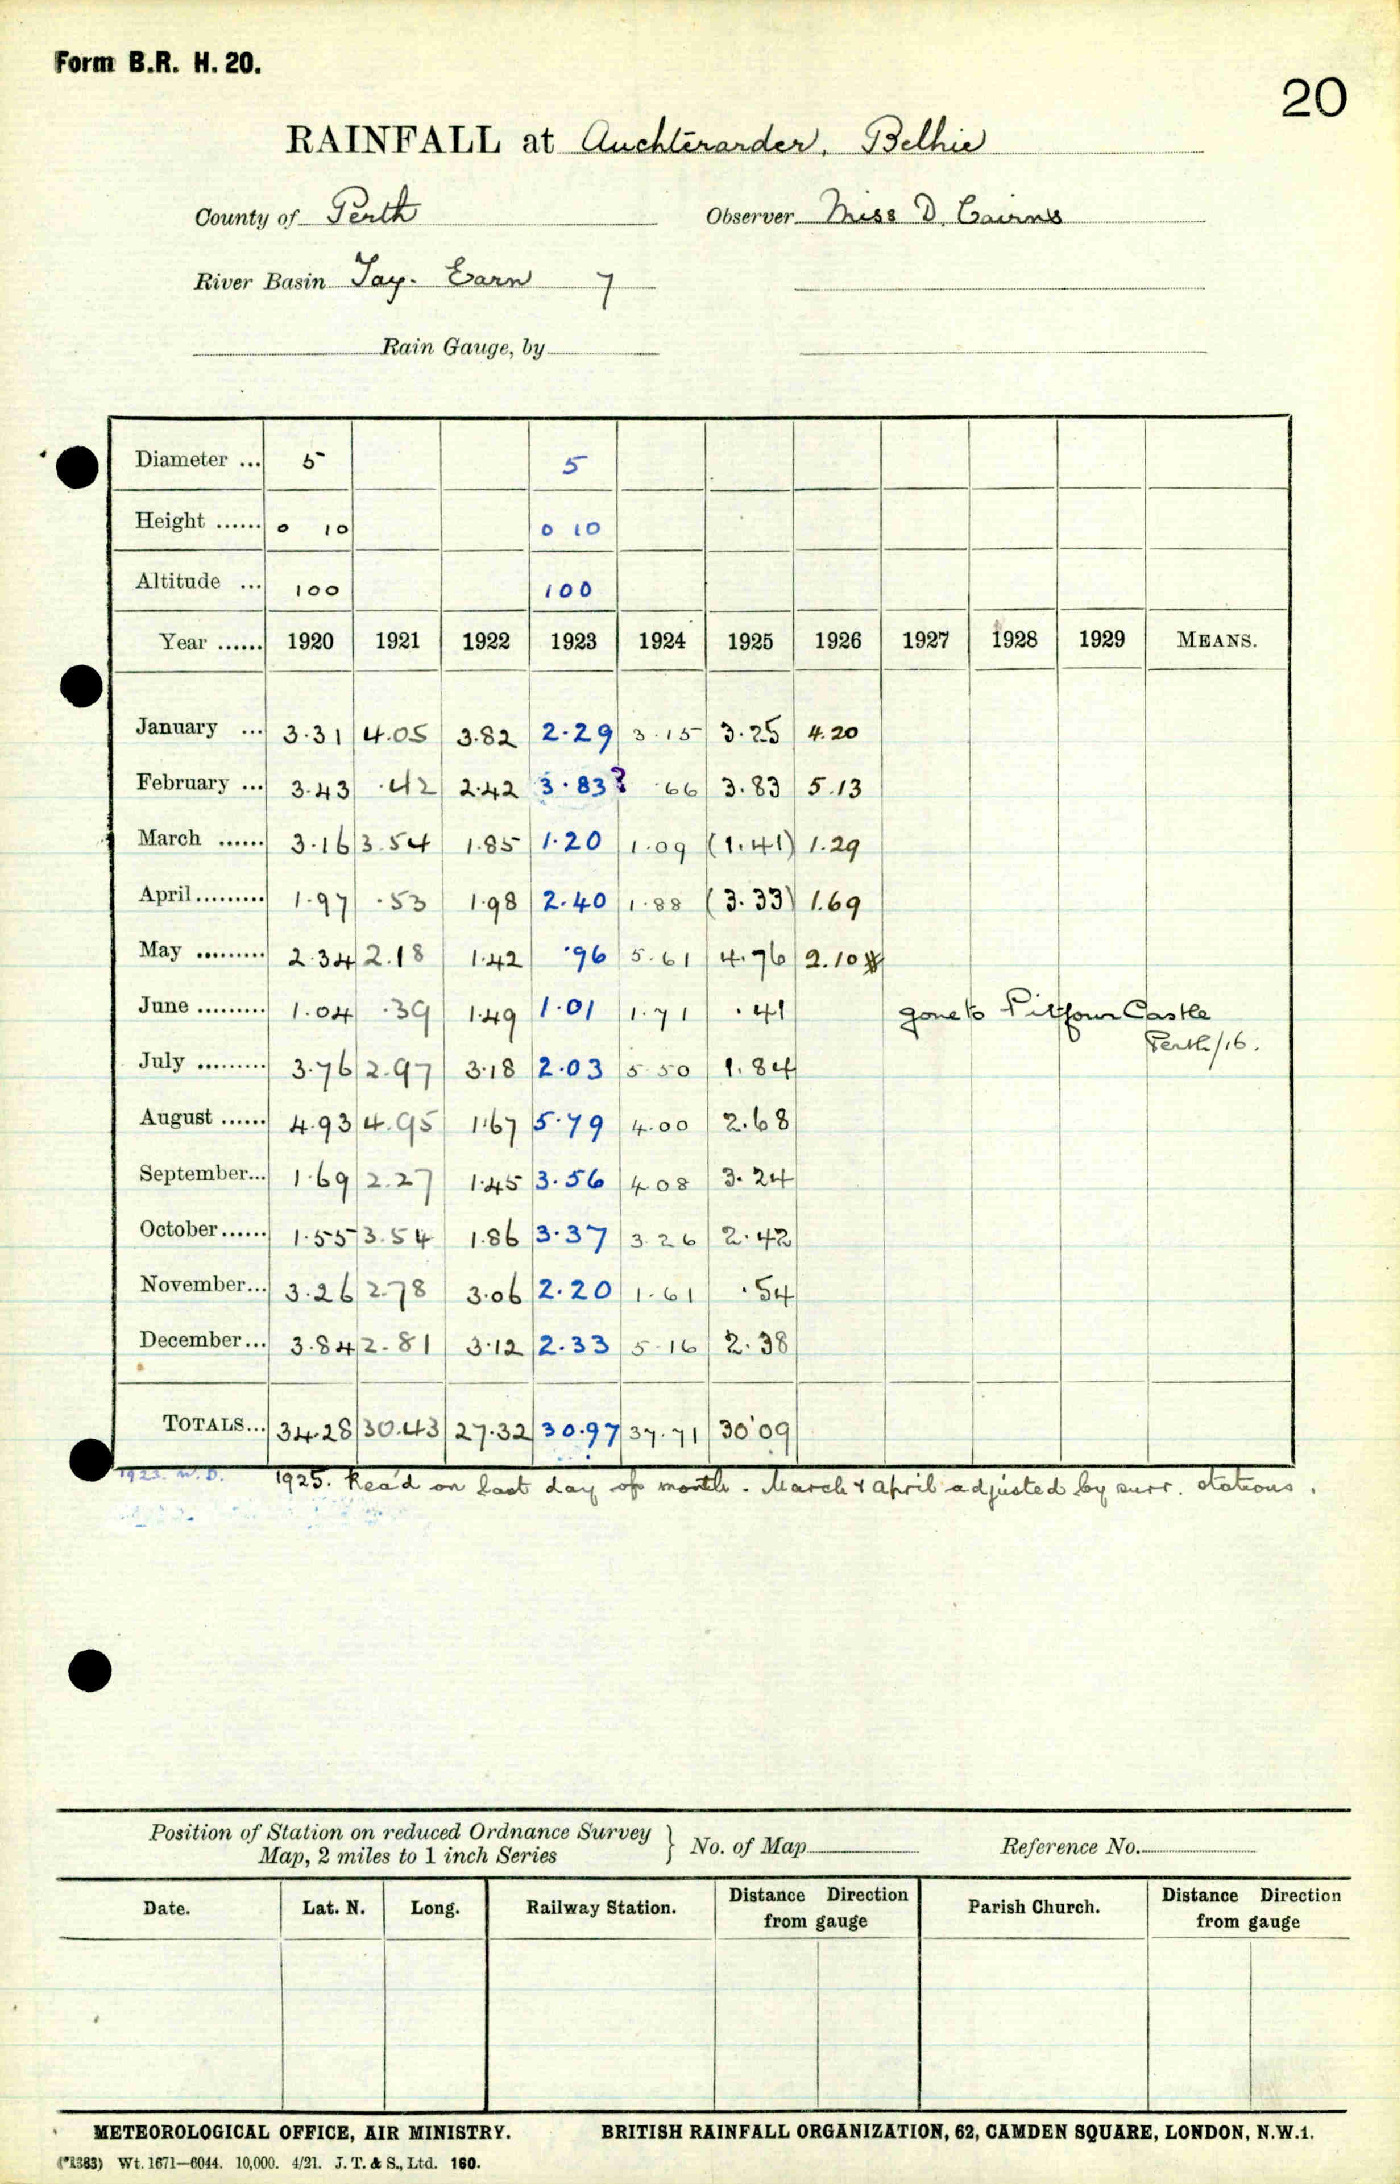 Form B.R. H. 20.
20
RAINFALL at Auchterarder, Belhie
County of Perth Observer Miss D. Cairns
River Basin Tay. Earn 7
Rain Gauge, by
Diameter ... 5 5
Height ...... 0 10 0 10
Altitude ... 100 100
Year ...... 1920 1921 1922 1923 1924 1925 1926 1927 1928 1929 MEANS.
January ... 3.31 4.05 3.82 2.29 3.15 3.25 4.20
February ... 3.43 .42 2.42 3.83? .66 3.83 5.13
March ...... 3.16 3.54 1.85 1.20 1.09 (1.41) 1.29
April ......... 1.97 .53 1.98 2.40 1.88 (3.33) 1.69
May ......... 2.34 2.18 1.42 .96 5.61 4.76 2.10
June ......... 1.04 .39 1.49 1.01 1.71 .41 gone to Pitfour Castle
Perth/16.
July ......... 3.76 2.97 3.18 2.03 5.50 1.84
August ...... 4.93 4.95 1.67 5.79 4.00 2.68
September... 1.69 2.27 1.45 3.56 4.08 3.24
October...... 1.55 3.54 1.86 3.37 3.26 2.42
November... 3.26 2.78 3.06 2.20 1.61 .54
December... 3.84 2.81 3.12 2.33 5.16 2.38
TOTALS... 34.28 30.43 27.32 30.97 37.71 30.09
1925. Read on last day of month. March & April adjusted by surr. stations.
Position of Station on reduced Ordnance Survey
Map, 2 miles to 1 inch Series } No. of Map Reference No.
Date. Lat. N. Long. Railway Station. Distance Direction from gauge Parish Church. Distance Direction from gauge
METEOROLOGICAL OFFICE, AIR MINISTRY. BRITISH RAINFALL ORGANIZATION, 62, CAMDEN SQUARE, LONDON, N.W.1.
(*1383) Wt. 1671—6044. 10,000. 4/21. J. T. & S., Ltd. 160.